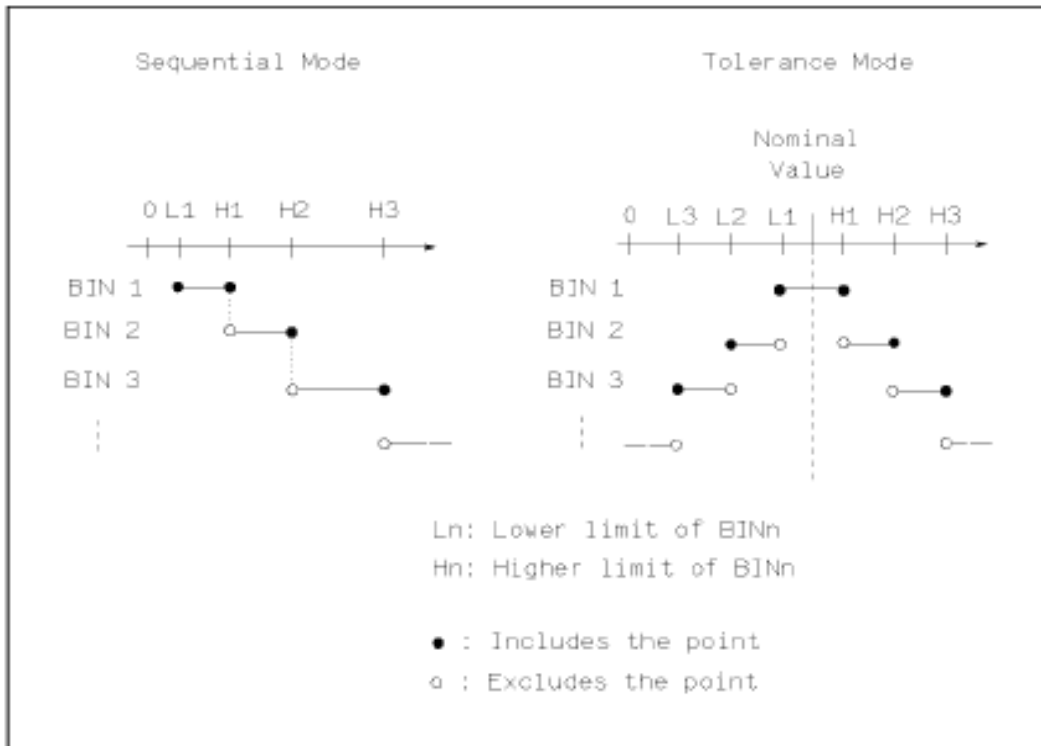 Sequential Mode
0 L1 H1 H2 H3
BIN 1
BIN 2
BIN 3
Tolerance Mode
Nominal
Value
0 L3 L2 L1 H1 H2 H3
BIN 1
BIN 2
BIN 3
Ln: Lower limit of BINn
Hn: Higher limit of BINn
● : Includes the point
○ : Excludes the point